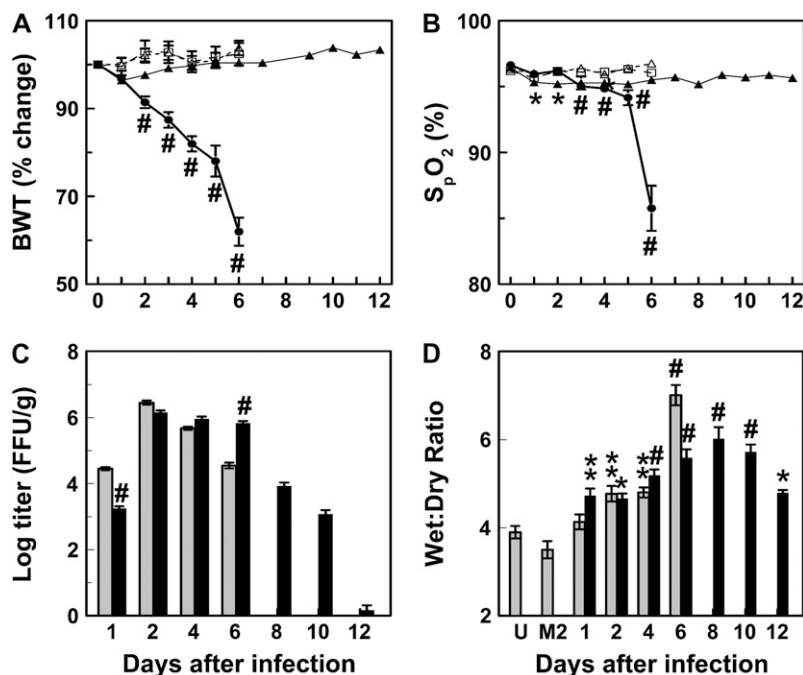 A
BWT (% change)
110
90
70
50
# # # # #
0 2 4 6 8 10 12
B
SpO2 (%)
100
95
90
80
* * # # # #
0 2 4 6 8 10 12
C
Log titer (FFU/g)
8
6
4
2
0
# #
1 2 4 6 8 10 12
Days after infection
D
Wet:Dry Ratio
8
6
4
2
** ** * ** # # # # # *
U M2 1 2 4 6 8 10 12
Days after infection